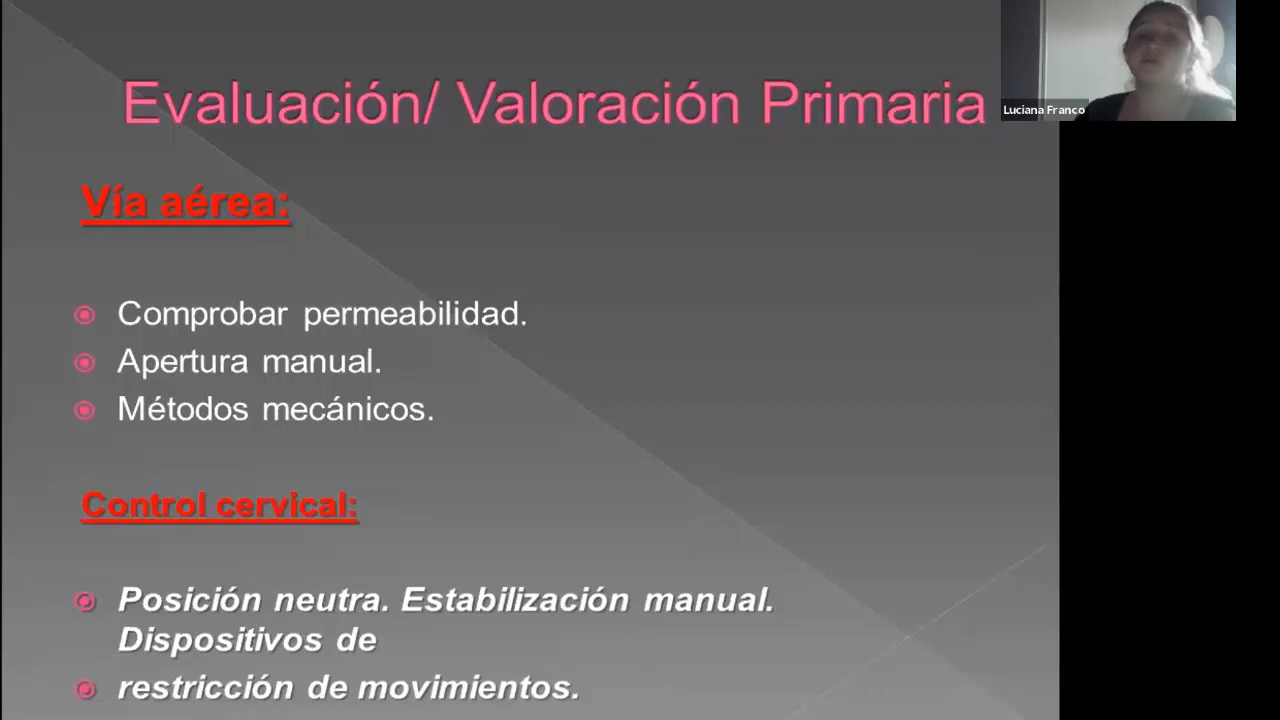 Evaluación/ Valoración Primaria
Luciana Franco
Vía aérea:
Comprobar permeabilidad.
Apertura manual.
Métodos mecánicos.
Control cervical:
Posición neutra. Estabilización manual.
Dispositivos de
restricción de movimientos.